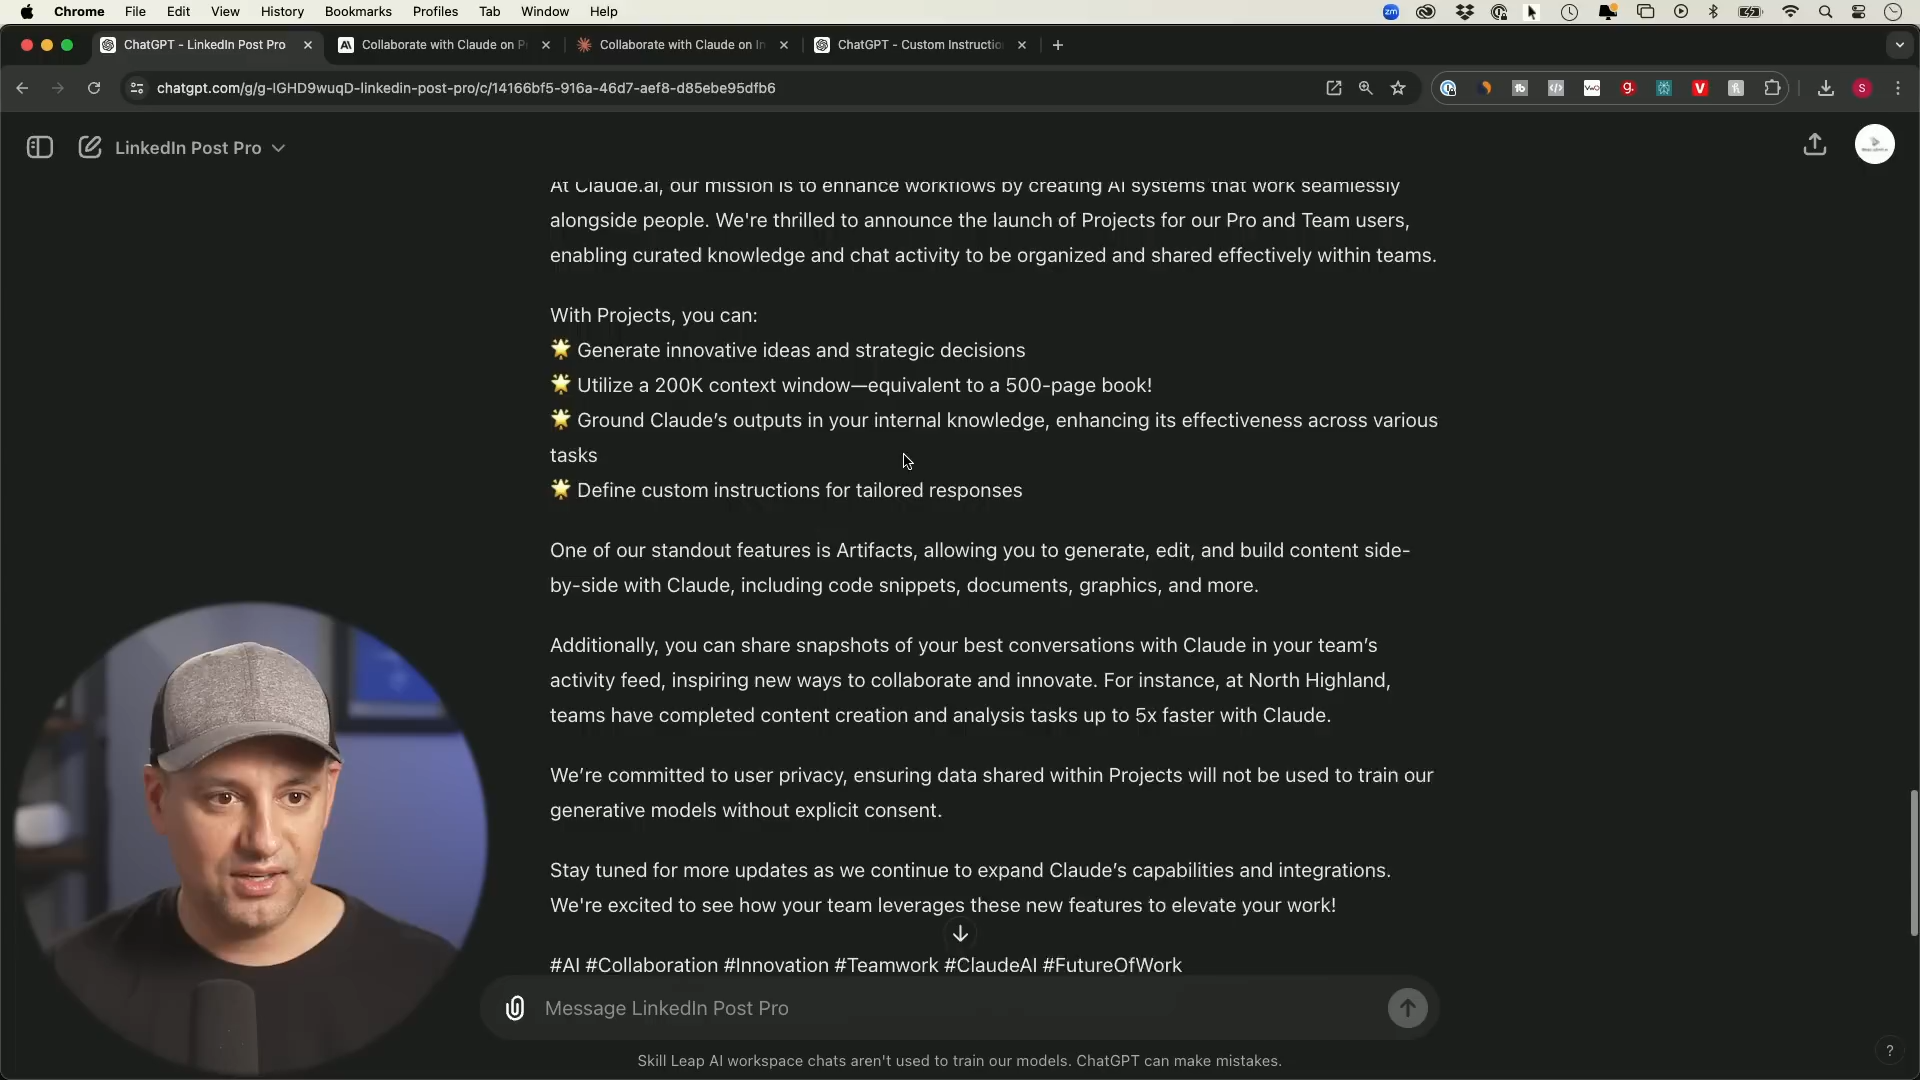 Chrome File Edit View History Bookmarks Profiles Tab Window Help
zm
ChatGPT - LinkedIn Post Pro
Collaborate with Claude on P
Collaborate with Claude on In
ChatGPT - Custom Instructio
chatgpt.com/g/g-IGHD9wuqD-linkedin-post-pro/c/14166bf5-916a-46d7-aef8-d85ebe95dfb6
S
LinkedIn Post Pro
At Claude.ai, our mission is to enhance workflows by creating AI systems that work seamlessly
alongside people. We're thrilled to announce the launch of Projects for our Pro and Team users,
enabling curated knowledge and chat activity to be organized and shared effectively within teams.
With Projects, you can:
🌟 Generate innovative ideas and strategic decisions
🌟 Utilize a 200K context window—equivalent to a 500-page book!
🌟 Ground Claude’s outputs in your internal knowledge, enhancing its effectiveness across various
tasks
🌟 Define custom instructions for tailored responses
One of our standout features is Artifacts, allowing you to generate, edit, and build content side-
by-side with Claude, including code snippets, documents, graphics, and more.
Additionally, you can share snapshots of your best conversations with Claude in your team’s
activity feed, inspiring new ways to collaborate and innovate. For instance, at North Highland,
teams have completed content creation and analysis tasks up to 5x faster with Claude.
We’re committed to user privacy, ensuring data shared within Projects will not be used to train our
generative models without explicit consent.
Stay tuned for more updates as we continue to expand Claude’s capabilities and integrations.
We're excited to see how your team leverages these new features to elevate your work!
#AI #Collaboration #Innovation #Teamwork #ClaudeAI #FutureOfWork
Message LinkedIn Post Pro
Skill Leap AI workspace chats aren't used to train our models. ChatGPT can make mistakes.
?